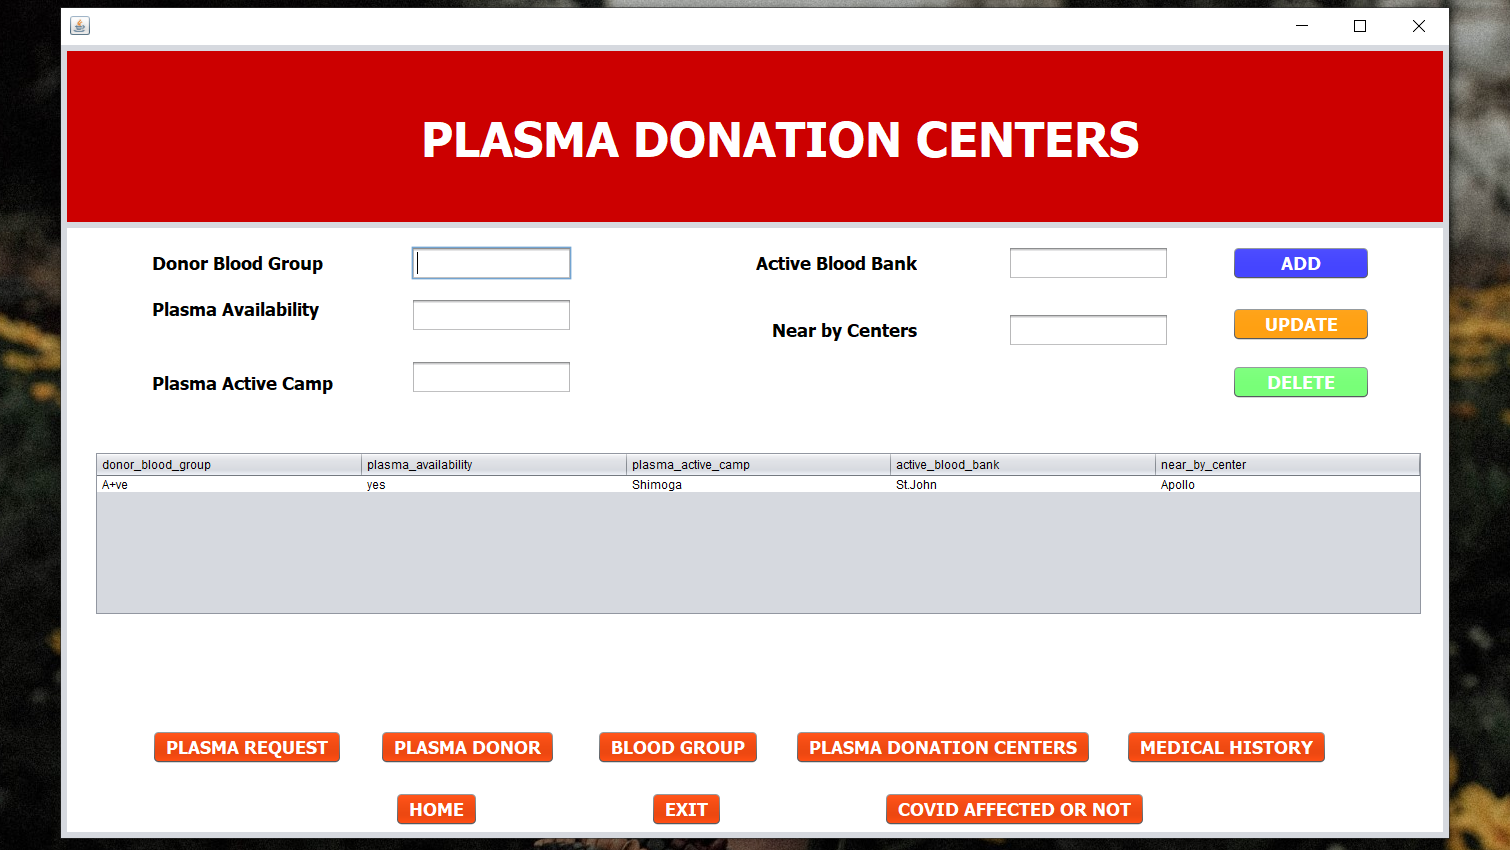 PLASMA DONATION CENTERS
Donor Blood Group
Active Blood Bank
ADD
Plasma Availability
Near by Centers
UPDATE
Plasma Active Camp
DELETE
donor_blood_group plasma_availability plasma_active_camp active_blood_bank near_by_center
A+ve yes Shimoga St.John Apollo
PLASMA REQUEST PLASMA DONOR BLOOD GROUP PLASMA DONATION CENTERS MEDICAL HISTORY
HOME EXIT COVID AFFECTED OR NOT